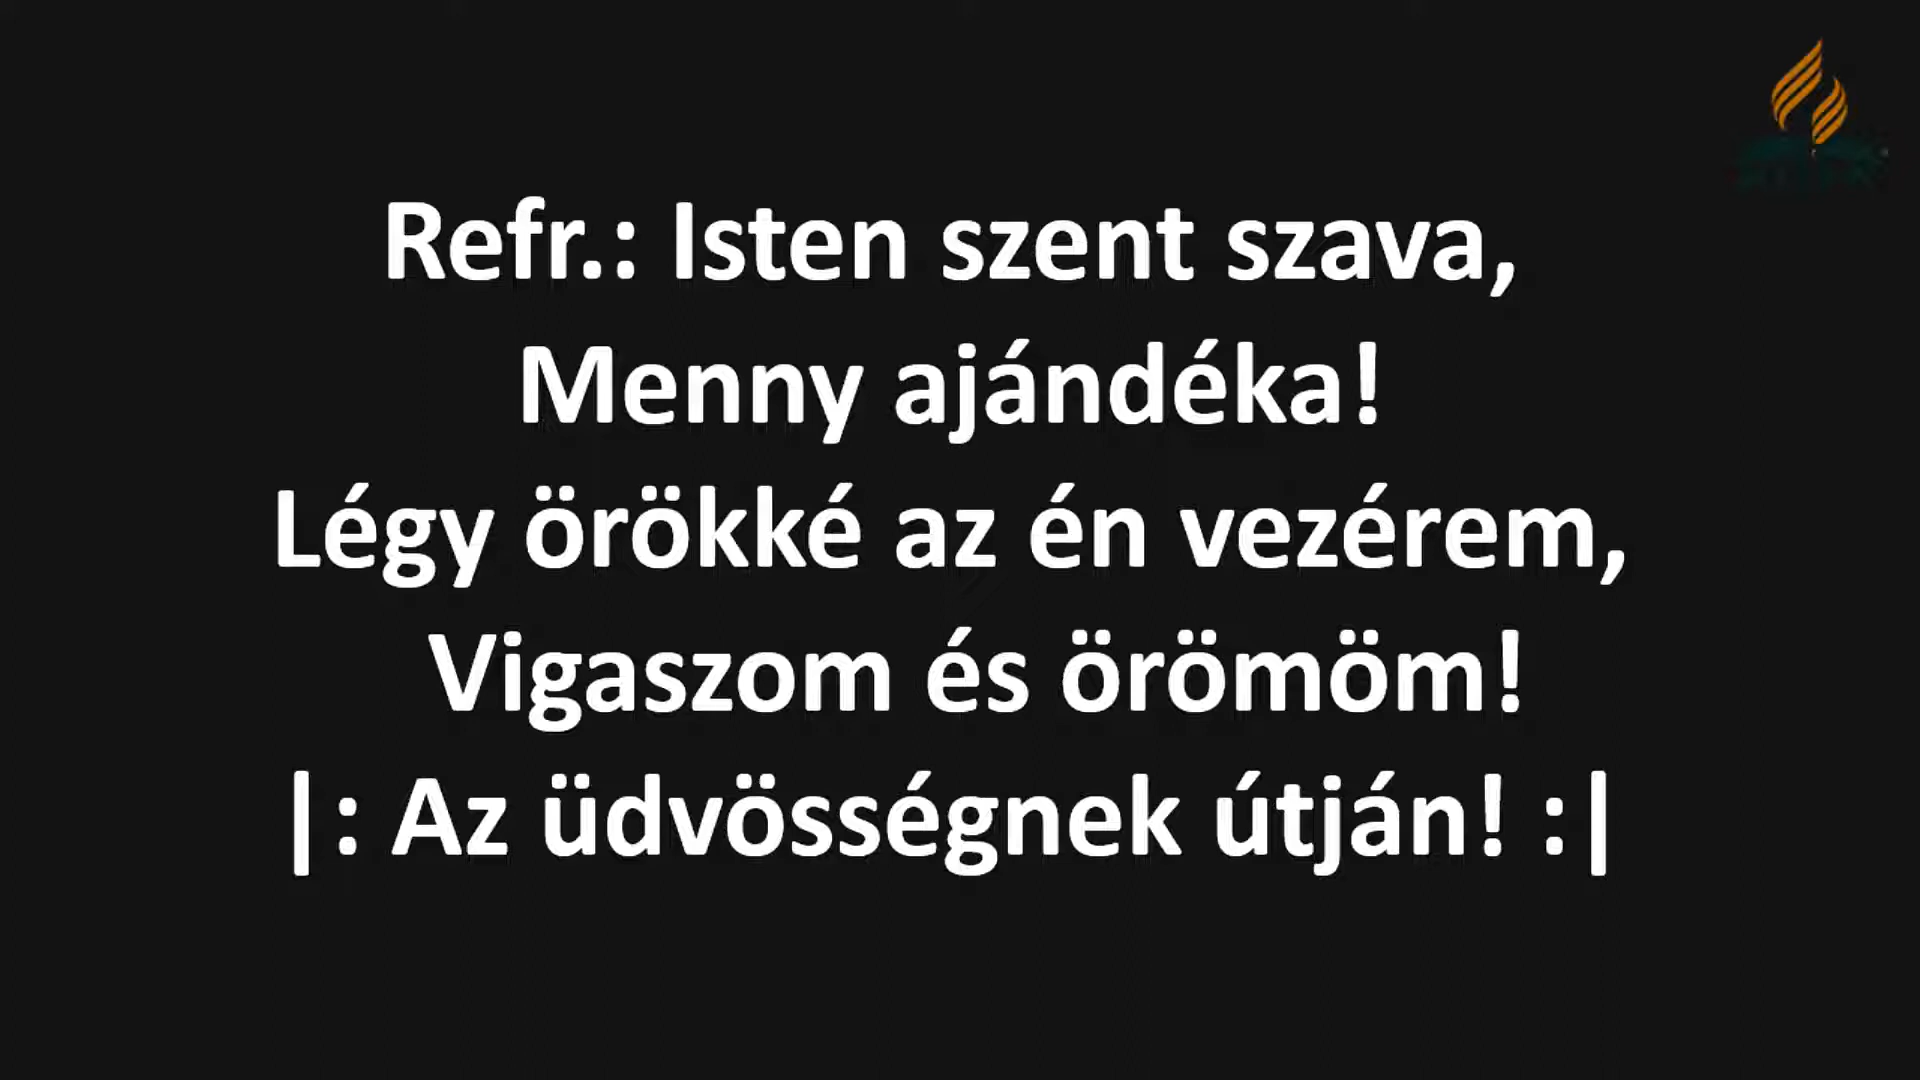 Refr.: Isten szent szava,
Menny ajándéka!
Légy örökké az én vezérem,
Vigaszom és örömöm!
|: Az üdvösségnek útján! :|